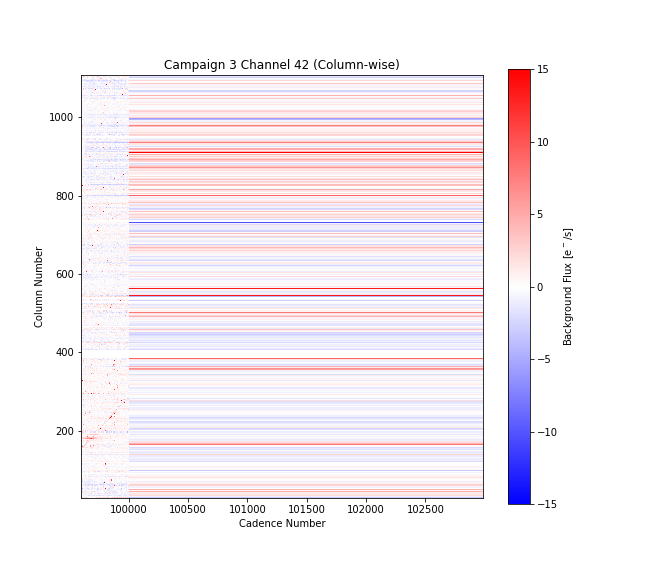 Campaign 3 Channel 42 (Column-wise)
1000
800
600
400
200
Column Number
100000 100500 101000 101500 102000 102500
Cadence Number
15
10
5
0
−5
−10
−15
Background Flux [e⁻/s]